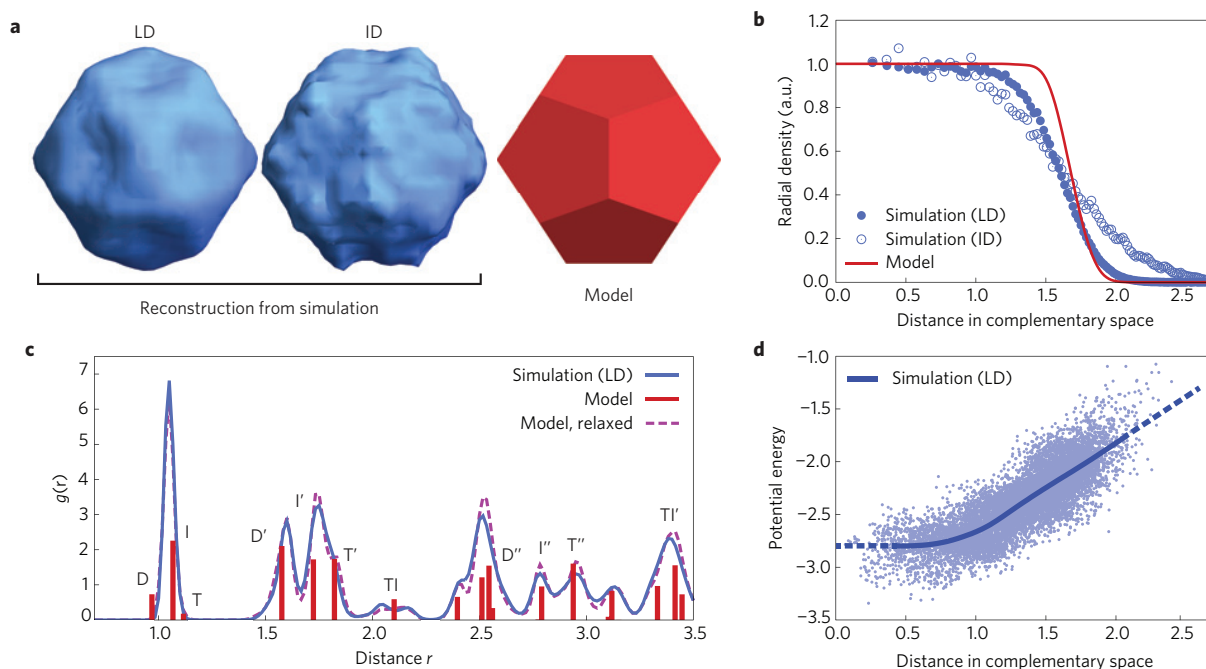 a
LD
ID
Reconstruction from simulation
Model
b
Radial density (a.u.)
1.2
1.0
0.8
0.6
0.4
0.2
0.0
Simulation (LD)
Simulation (ID)
Model
0.0 0.5 1.0 1.5 2.0 2.5
Distance in complementary space
c
g(r)
7
6
5
4
3
2
1
0
Simulation (LD)
Model
Model, relaxed
D
I
T
D′
I′
T′
TI
D″
I″
T″
TI′
1.0 1.5 2.0 2.5 3.0 3.5
Distance r
d
Potential energy
−1.0
−1.5
−2.0
−2.5
−3.0
−3.5
Simulation (LD)
0.0 0.5 1.0 1.5 2.0 2.5
Distance in complementary space